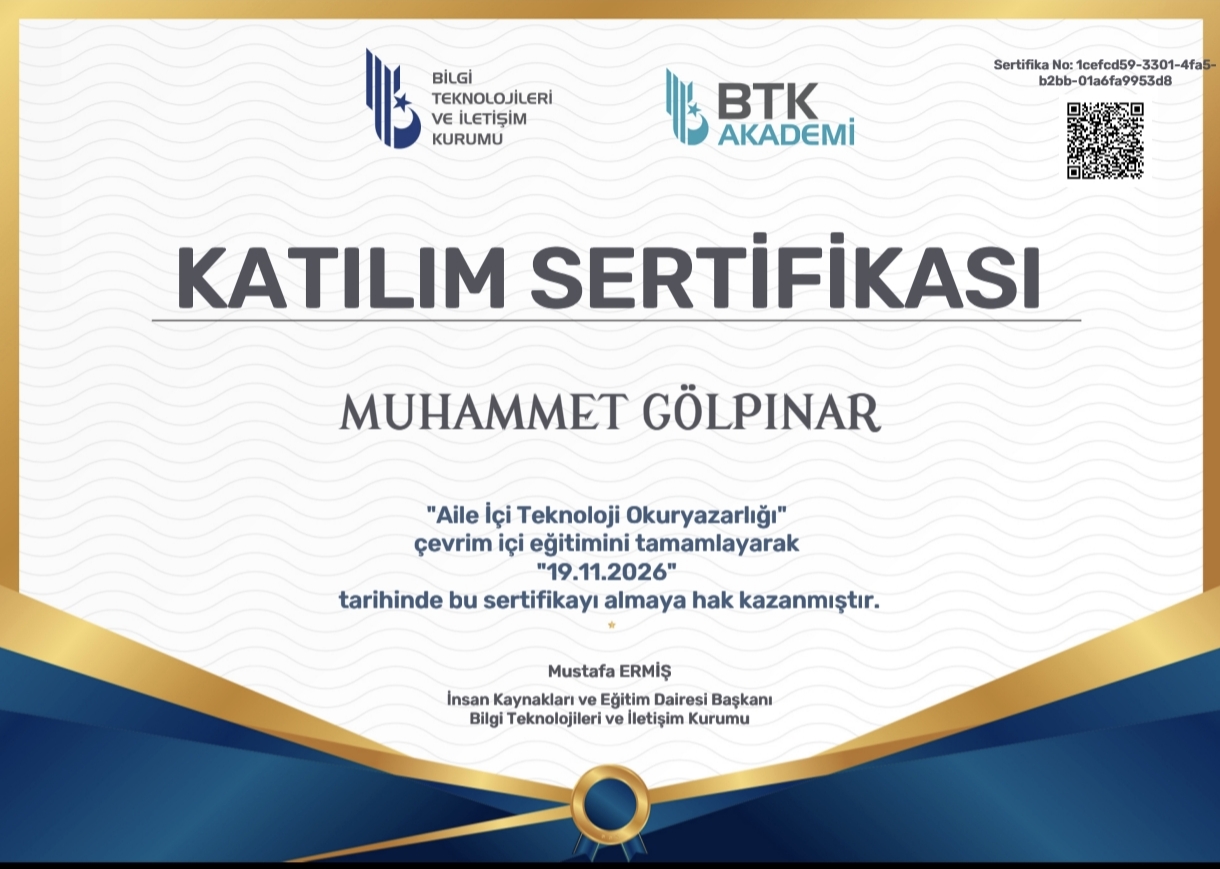 BİLGİ
TEKNOLOJİLERİ
VE İLETİŞİM
KURUMU
BTK
AKADEMİ
Sertifika No: 1cefcd59-3301-4fa5-
b2bb-01a6fa9953d8
KATILIM SERTİFİKASI
MUHAMMET GÖLPINAR
"Aile İçi Teknoloji Okuryazarlığı"
çevrim içi eğitimini tamamlayarak
"19.11.2026"
tarihinde bu sertifikayı almaya hak kazanmıştır.
Mustafa ERMİŞ
İnsan Kaynakları ve Eğitim Dairesi Başkanı
Bilgi Teknolojileri ve İletişim Kurumu